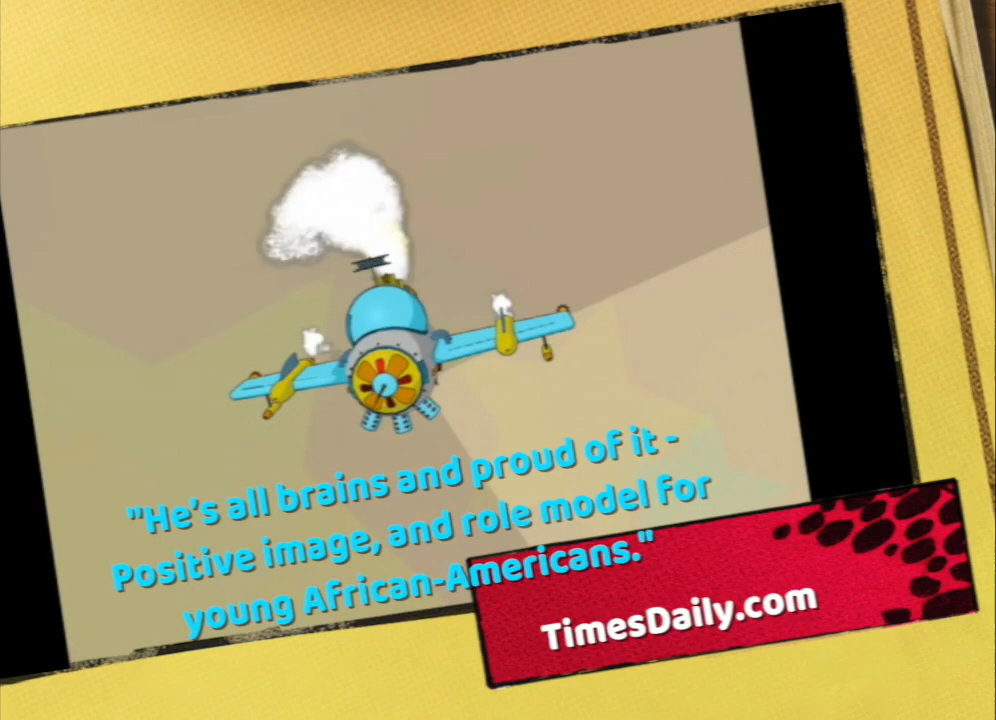 "He's all brains and proud of it -
Positive image, and role model for
young African-Americans."
TimesDaily.com